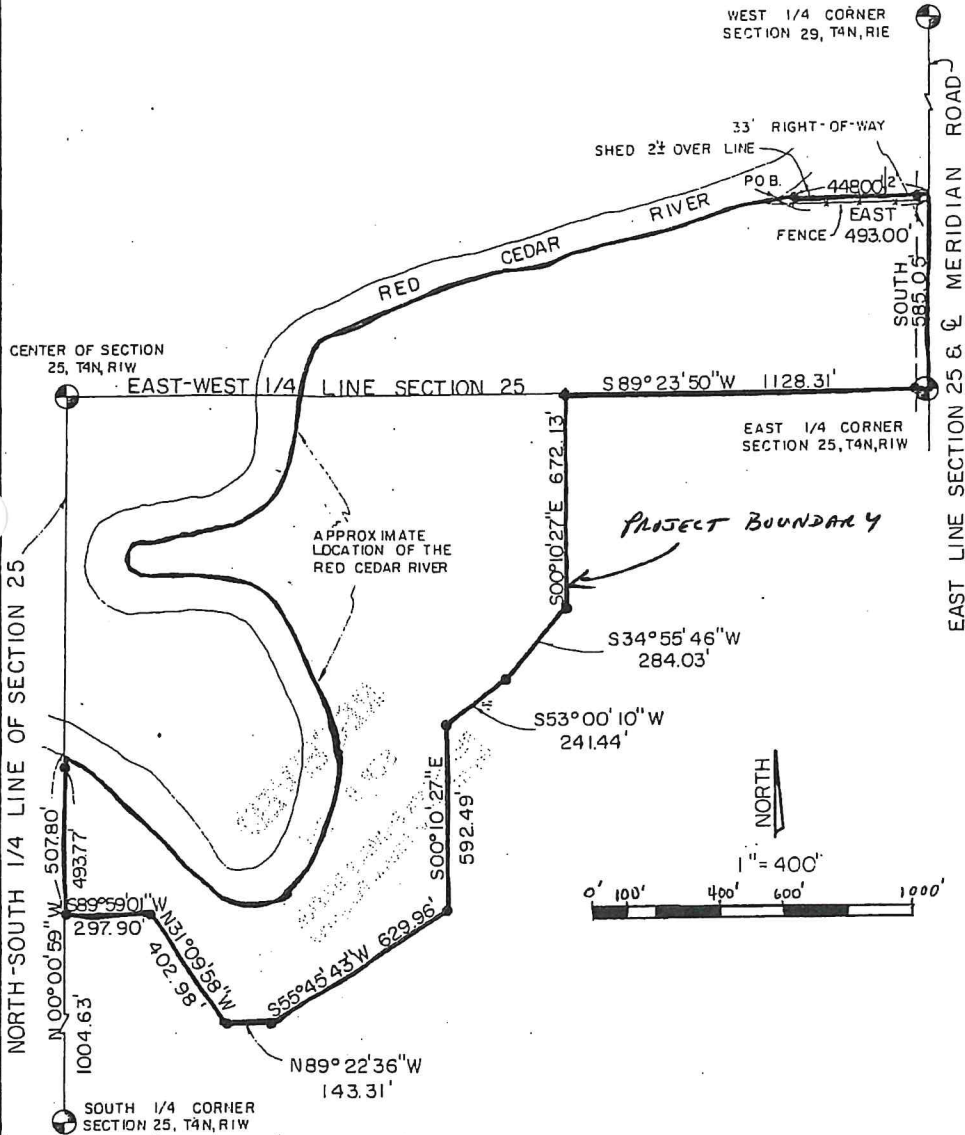 WEST 1/4 CORNER
SECTION 29, T4N, R1E
33' RIGHT-OF-WAY
SHED 2'± OVER LINE
P.O.B.
448.00'
EAST
493.00'
FENCE
RED CEDAR RIVER
SOUTH
585.05'
EAST LINE SECTION 25 & ℄ MERIDIAN ROAD
CENTER OF SECTION
25, T4N, R1W
EAST-WEST 1/4 LINE SECTION 25
S 89° 23' 50" W 1128.31'
EAST 1/4 CORNER
SECTION 25, T4N, R1W
S00°10'27"E 672.13'
PROJECT BOUNDARY
APPROXIMATE
LOCATION OF THE
RED CEDAR RIVER
S34°55'46"W
284.03'
S53°00'10"W
241.44'
NORTH-SOUTH 1/4 LINE OF SECTION 25
S00°10'27"E
592.49'
NORTH
1"= 400'
0' 100' 400' 600' 1000'
N00°00'59"W 507.80'
493.77'
S89°59'01"W
297.90'
N31°09'58"W
402.98'
S55°45'43"W 629.96'
N89°22'36"W
143.31'
1004.63'
SOUTH 1/4 CORNER
SECTION 25, T4N, R1W